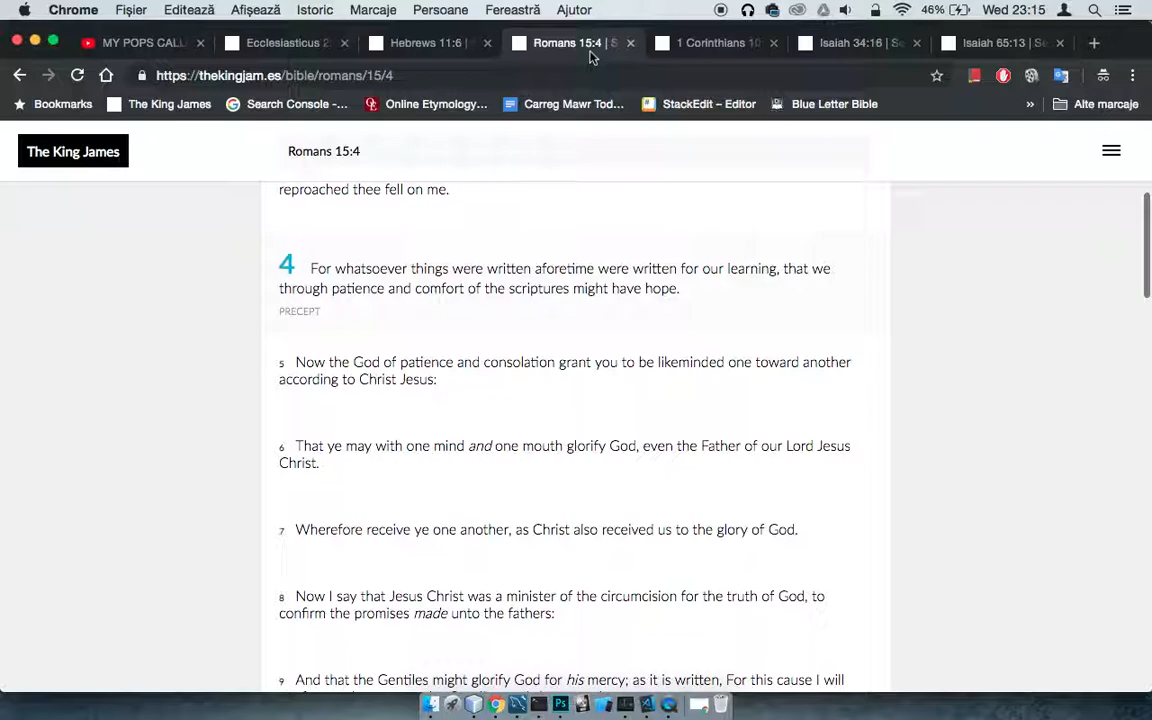 Chrome Fișier Editează Afișează Istoric Marcaje Persoane Fereastră Ajutor 46% Wed 23:15
MY POPS CALL Ecclesiasticus 2 Hebrews 11:6 | Romans 15:4 | S 1 Corinthians 10 Isaiah 34:16 | Sc Isaiah 65:13 | Sc
https://thekingjam.es/bible/romans/15/4
Bookmarks The King James Search Console -... Online Etymology... Carreg Mawr Tod... StackEdit – Editor Blue Letter Bible » Alte marcaje
The King James Romans 15:4
reproached thee fell on me.
4 For whatsoever things were written aforetime were written for our learning, that we
through patience and comfort of the scriptures might have hope.
PRECEPT
5 Now the God of patience and consolation grant you to be likeminded one toward another
according to Christ Jesus:
6 That ye may with one mind and one mouth glorify God, even the Father of our Lord Jesus
Christ.
7 Wherefore receive ye one another, as Christ also received us to the glory of God.
8 Now I say that Jesus Christ was a minister of the circumcision for the truth of God, to
confirm the promises made unto the fathers:
9 And that the Gentiles might glorify God for his mercy; as it is written, For this cause I will